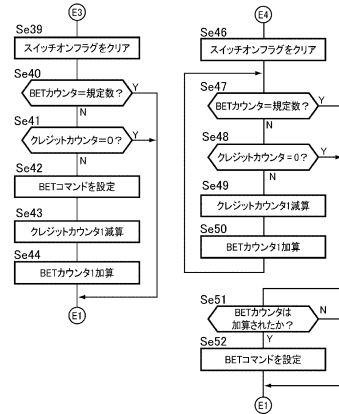 E3
Se39
スイッチオンフラグをクリア
Se40
BETカウンタ=規定数?
Y
N
Se41
クレジットカウンタ=0?
Y
N
Se42
BETコマンドを設定
Se43
クレジットカウンタ1減算
Se44
BETカウンタ1加算
E1
E4
Se46
スイッチオンフラグをクリア
Se47
BETカウンタ=規定数?
Y
N
Se48
クレジットカウンタ=0?
Y
N
Se49
クレジットカウンタ1減算
Se50
BETカウンタ1加算
Se51
BETカウンタは
加算されたか?
N
Y
Se52
BETコマンドを設定
E1